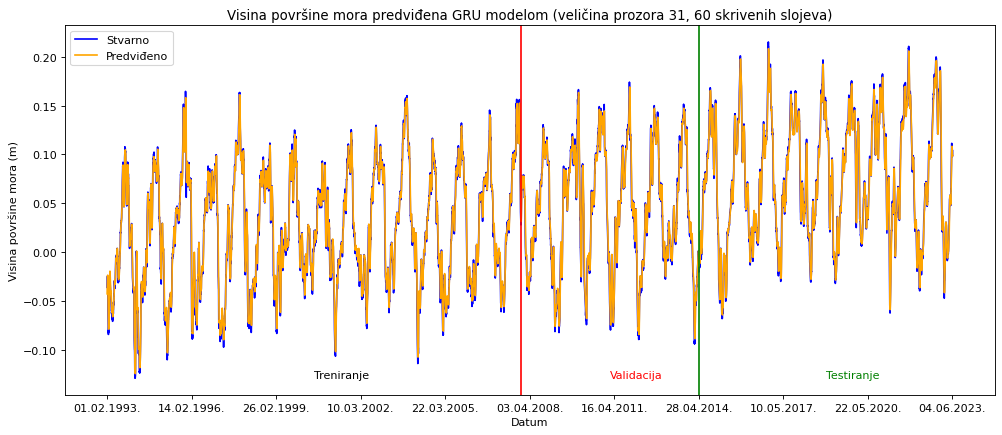 Visina površine mora predviđena GRU modelom (veličina prozora 31, 60 skrivenih slojeva)
Stvarno
Predviđeno
0.20
0.15
0.10
0.05
0.00
−0.05
−0.10
Visina površine mora (m)
Treniranje
Validacija
Testiranje
01.02.1993. 14.02.1996. 26.02.1999. 10.03.2002. 22.03.2005. 03.04.2008. 16.04.2011. 28.04.2014. 10.05.2017. 22.05.2020. 04.06.2023.
Datum